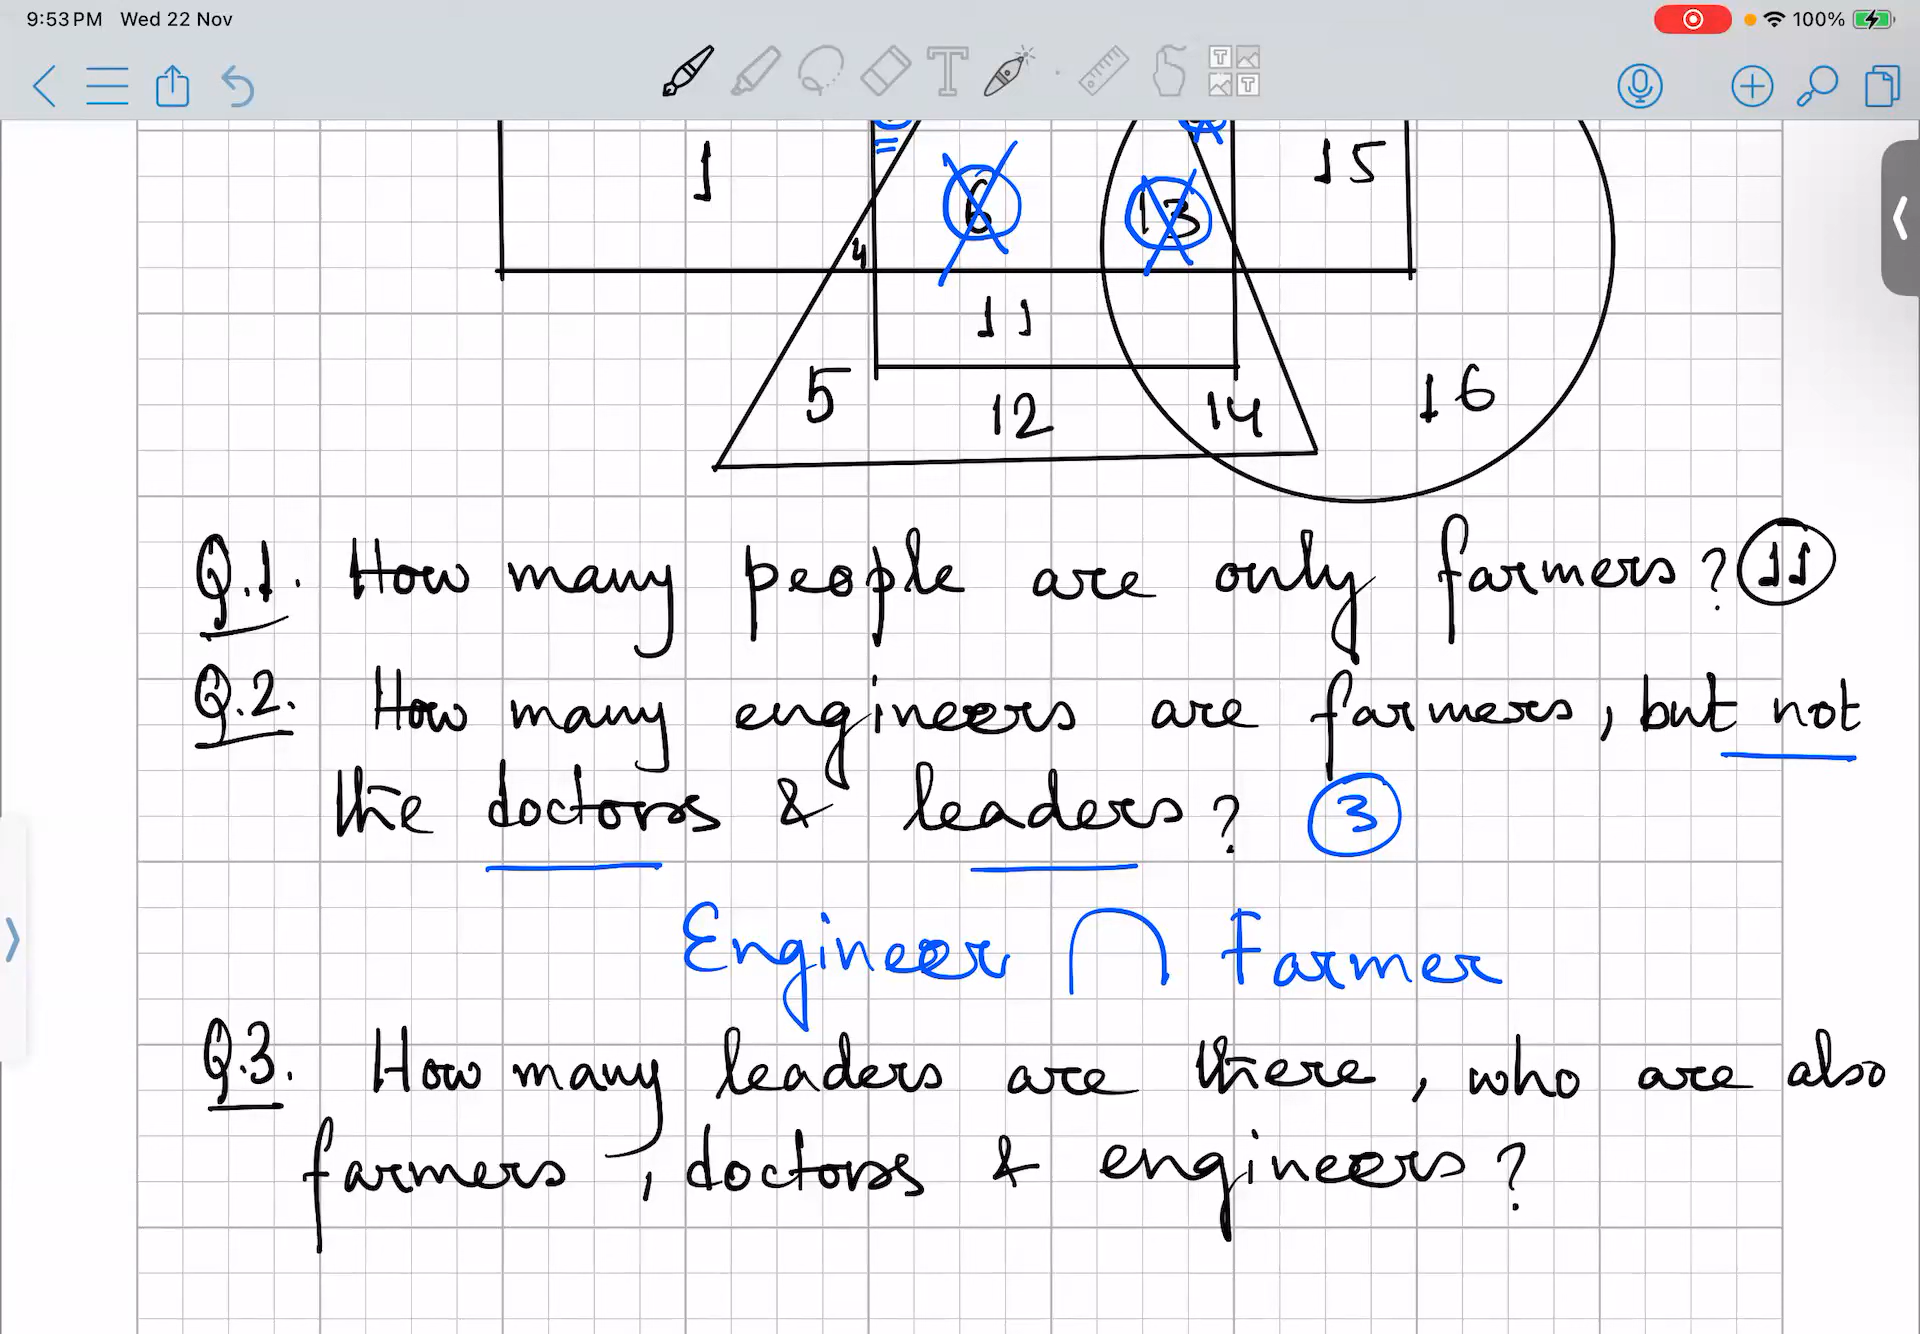 9:53 PM Wed 22 Nov
100%
1
15
6
13
4
11
5
12
14
16
Q.1. How many people are only farmers? 11
Q.2. How many engineers are farmers, but not
the doctors & leaders? 3
Engineer ∩ Farmer
Q.3. How many leaders are there, who are also
farmers, doctors & engineers?